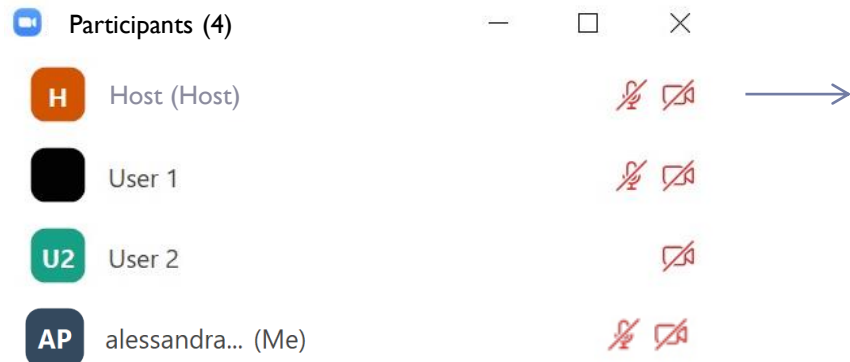 Participants (4)
H Host (Host)
User 1
U2 User 2
AP alessandra... (Me)